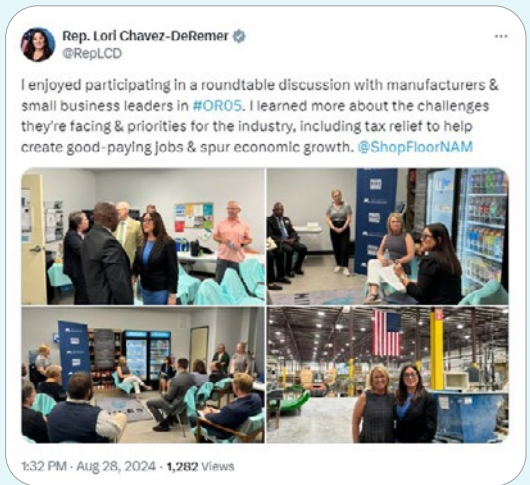 Rep. Lori Chavez-DeRemer
@RepLCD
I enjoyed participating in a roundtable discussion with manufacturers &
small business leaders in #OR05. I learned more about the challenges
they're facing & priorities for the industry, including tax relief to help
create good-paying jobs & spur economic growth. @ShopFloorNAM
1:32 PM · Aug 28, 2024 · 1,282 Views